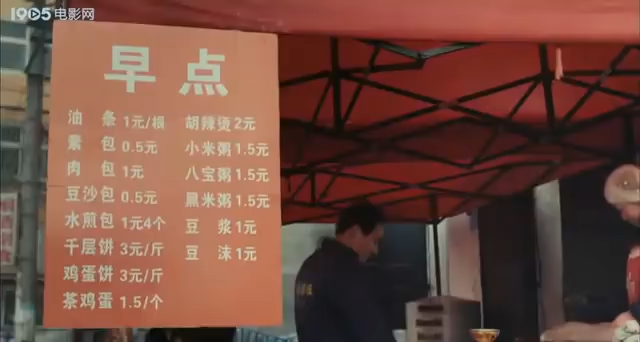 1905电影网
早点
油条 1元/根 胡辣烫 2元
素包 0.5元 小米粥 1.5元
肉包 1元 八宝粥 1.5元
豆沙包 0.5元 黑米粥 1.5元
水煎包 1元4个 豆浆 1元
千层饼 3元/斤 豆沫 1元
鸡蛋饼 3元/斤
茶鸡蛋 1.5/个